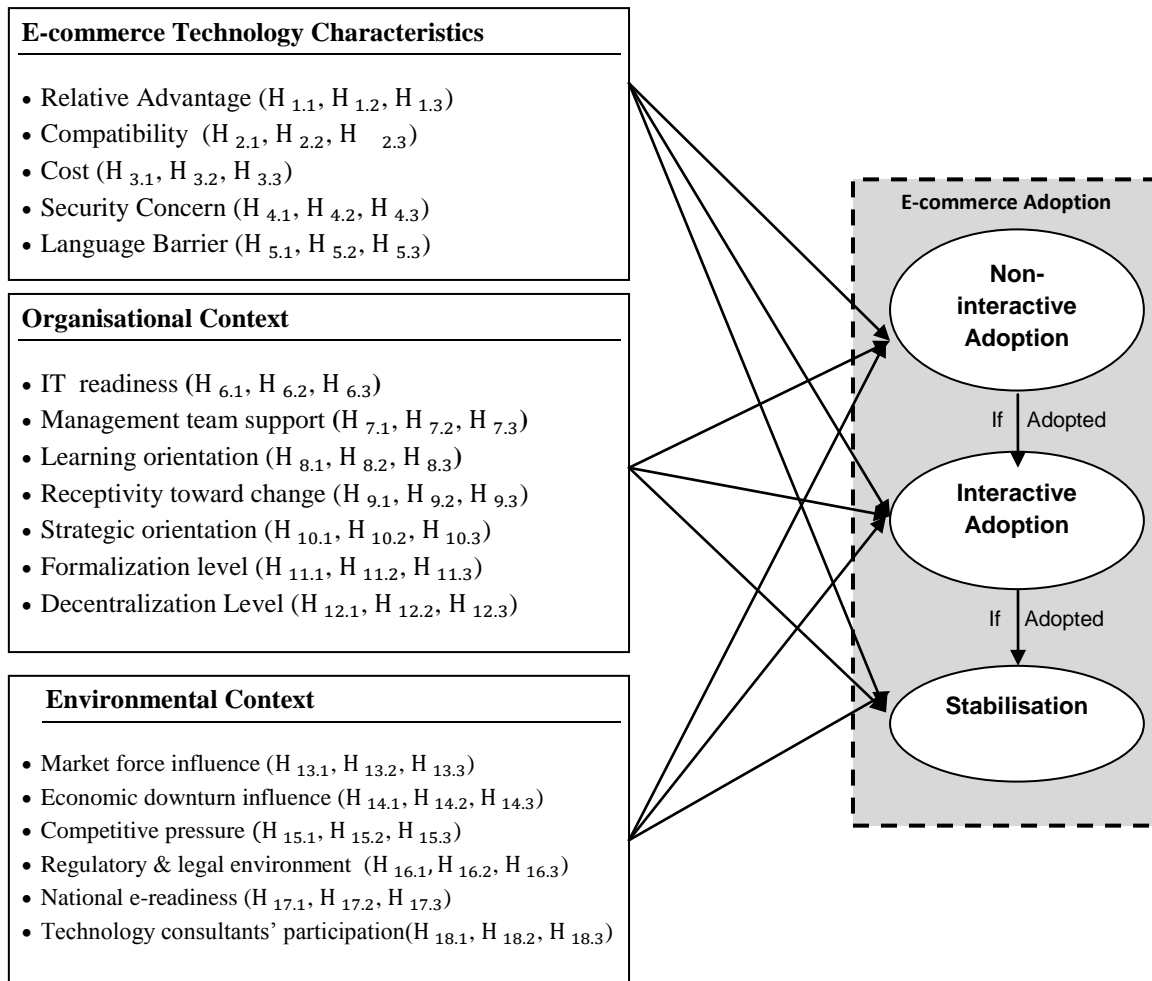 E-commerce Technology Characteristics
• Relative Advantage (H 1.1, H 1.2, H 1.3)
• Compatibility (H 2.1, H 2.2, H 2.3)
• Cost (H 3.1, H 3.2, H 3.3)
• Security Concern (H 4.1, H 4.2, H 4.3)
• Language Barrier (H 5.1, H 5.2, H 5.3)
Organisational Context
• IT readiness (H 6.1, H 6.2, H 6.3)
• Management team support (H 7.1, H 7.2, H 7.3)
• Learning orientation (H 8.1, H 8.2, H 8.3)
• Receptivity toward change (H 9.1, H 9.2, H 9.3)
• Strategic orientation (H 10.1, H 10.2, H 10.3)
• Formalization level (H 11.1, H 11.2, H 11.3)
• Decentralization Level (H 12.1, H 12.2, H 12.3)
Environmental Context
• Market force influence (H 13.1, H 13.2, H 13.3)
• Economic downturn influence (H 14.1, H 14.2, H 14.3)
• Competitive pressure (H 15.1, H 15.2, H 15.3)
• Regulatory & legal environment (H 16.1, H 16.2, H 16.3)
• National e-readiness (H 17.1, H 17.2, H 17.3)
• Technology consultants' participation(H 18.1, H 18.2, H 18.3)
E-commerce Adoption
Non-
interactive
Adoption
If Adopted
Interactive
Adoption
If Adopted
Stabilisation